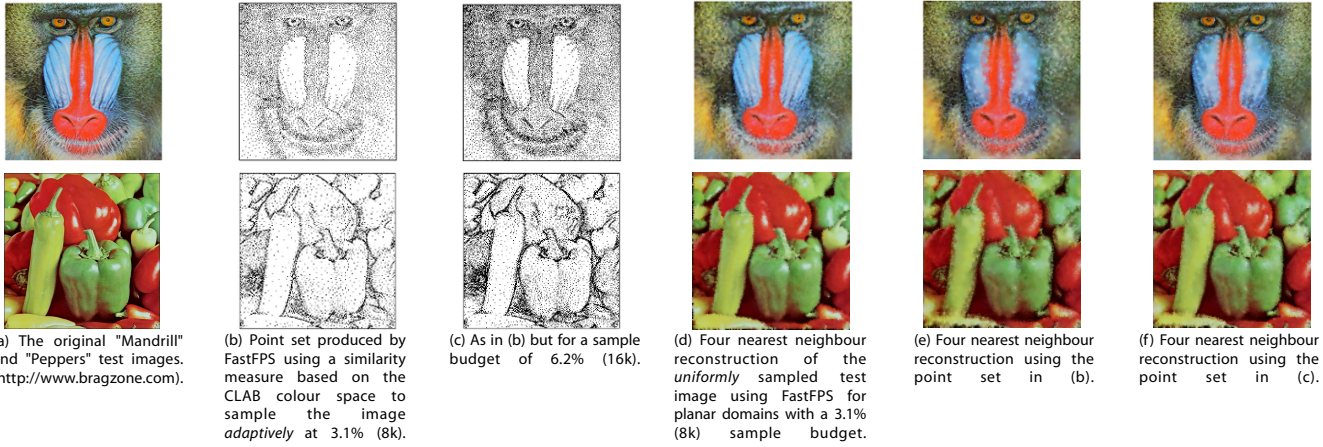 a) The original "Mandrill"
nd "Peppers" test images.
http://www.bragzone.com).
(b) Point set produced by
FastFPS using a similarity
measure based on the
CLAB colour space to
sample the image
adaptively at 3.1% (8k).
(c) As in (b) but for a sample
budget of 6.2% (16k).
(d) Four nearest neighbour
reconstruction of the
uniformly sampled test
image using FastFPS for
planar domains with a 3.1%
(8k) sample budget.
(e) Four nearest neighbour
reconstruction using the
point set in (b).
(f) Four nearest neighbour
reconstruction using the
point set in (c).